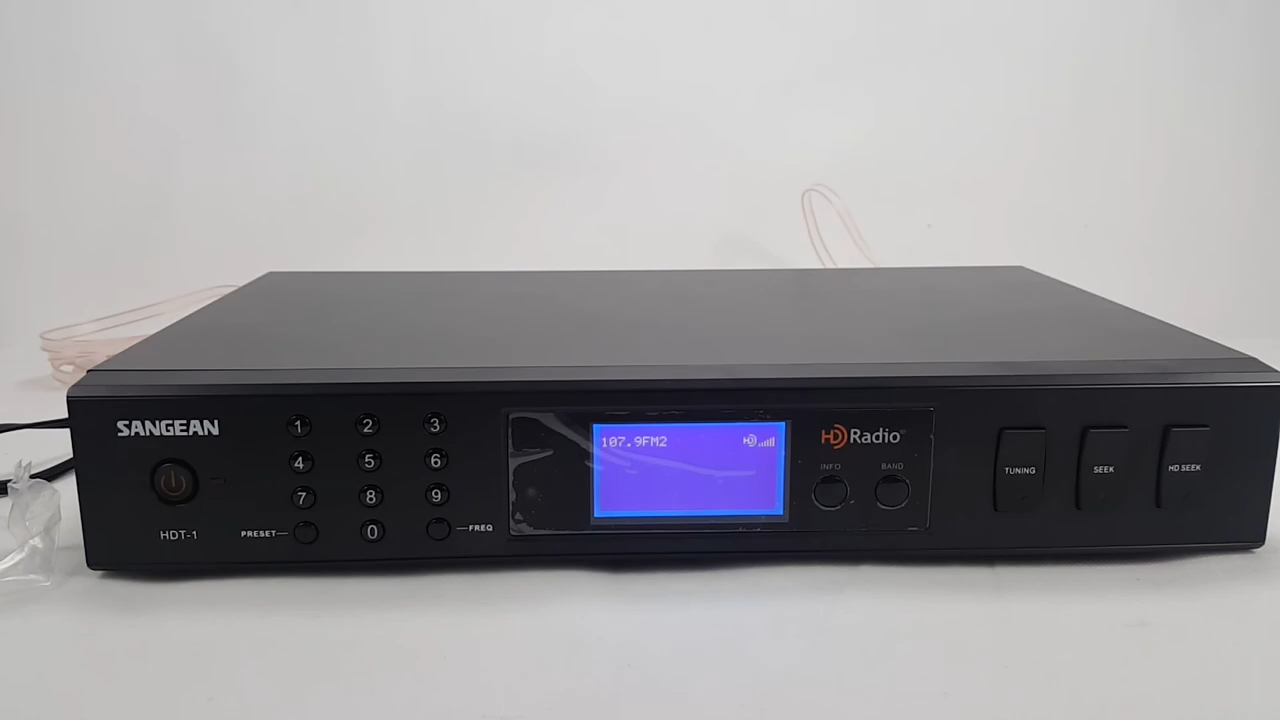 SANGEAN
HDT-1
1 2 3
4 5 6
7 8 9
PRESET 0 FREQ
107.9FM2 HD
HD Radio
INFO BAND
TUNING
SEEK
HD SEEK